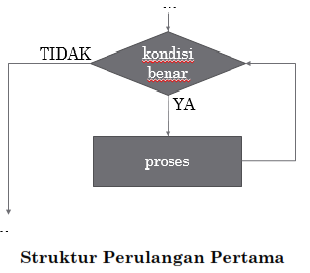 ...
TIDAK
kondisi
benar
YA
proses
..
Struktur Perulangan Pertama